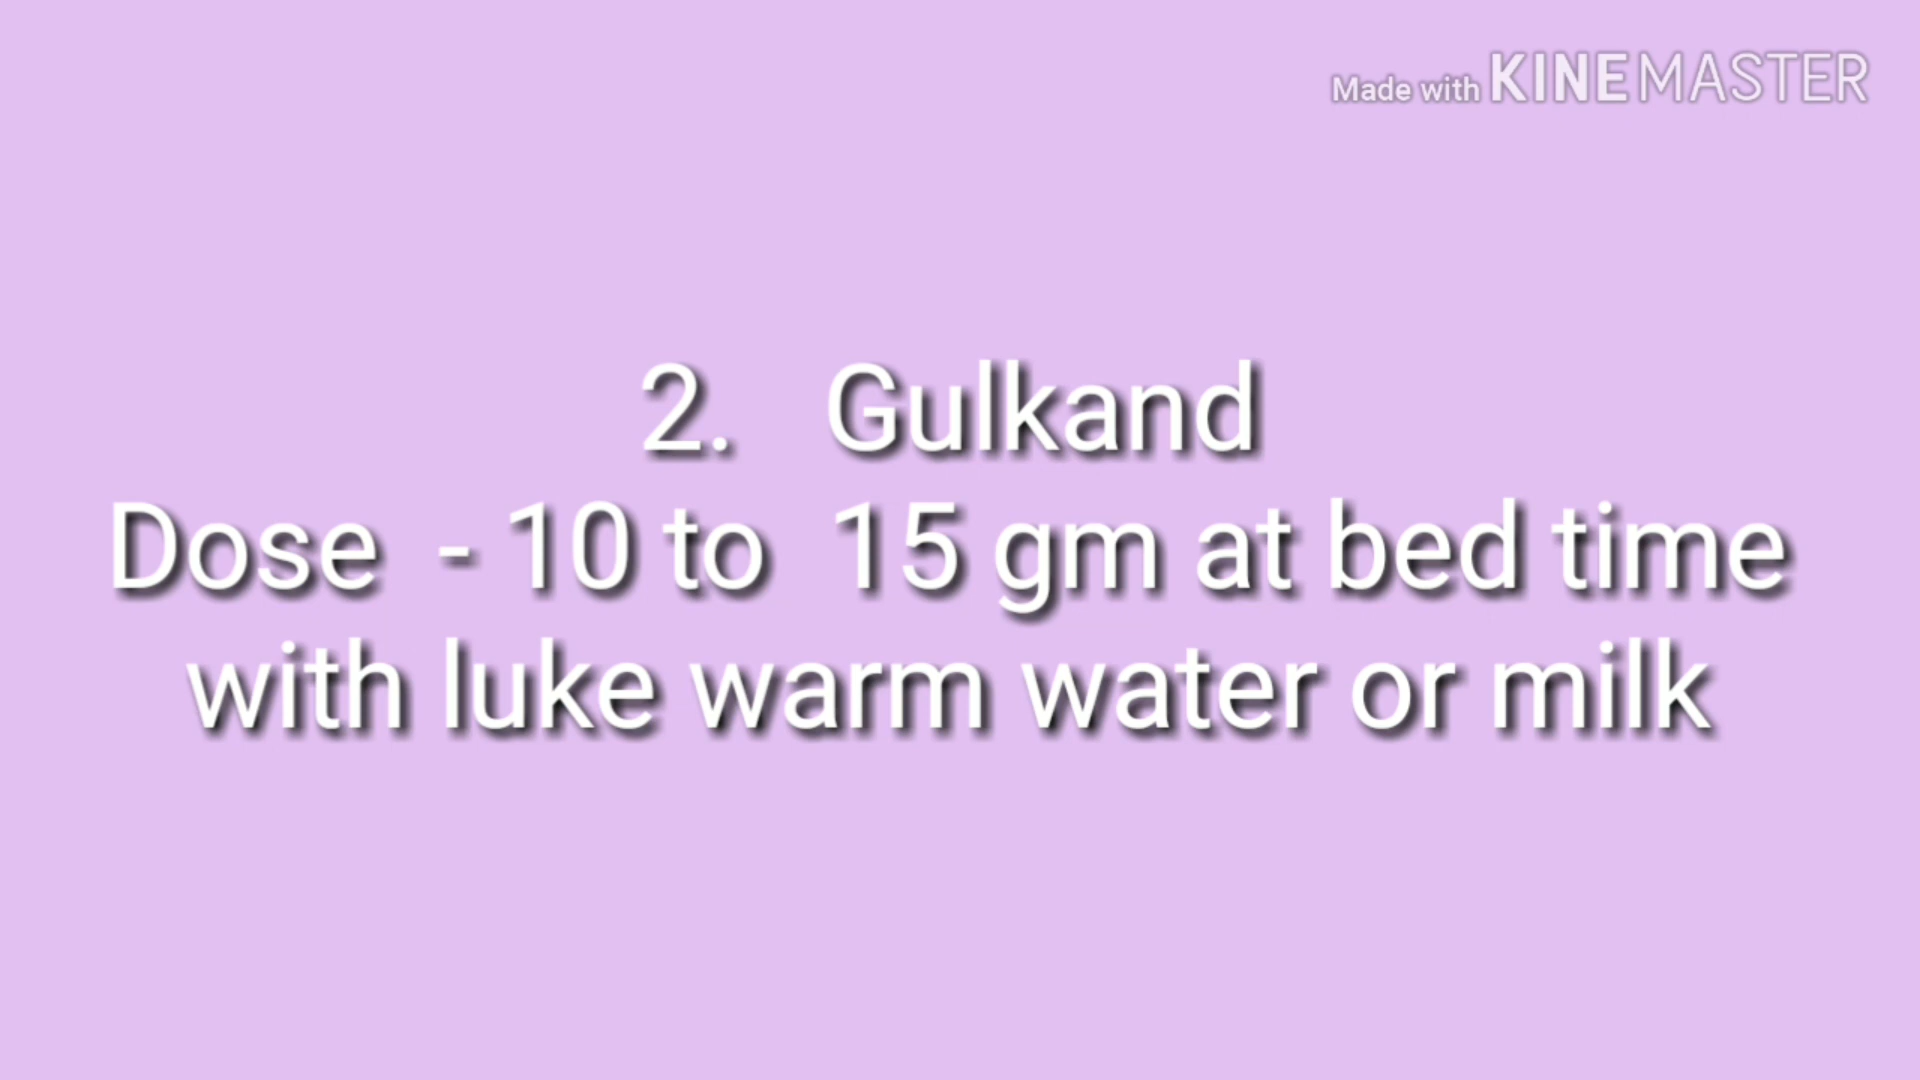 Made with KINEMASTER
2. Gulkand
Dose - 10 to 15 gm at bed time
with luke warm water or milk